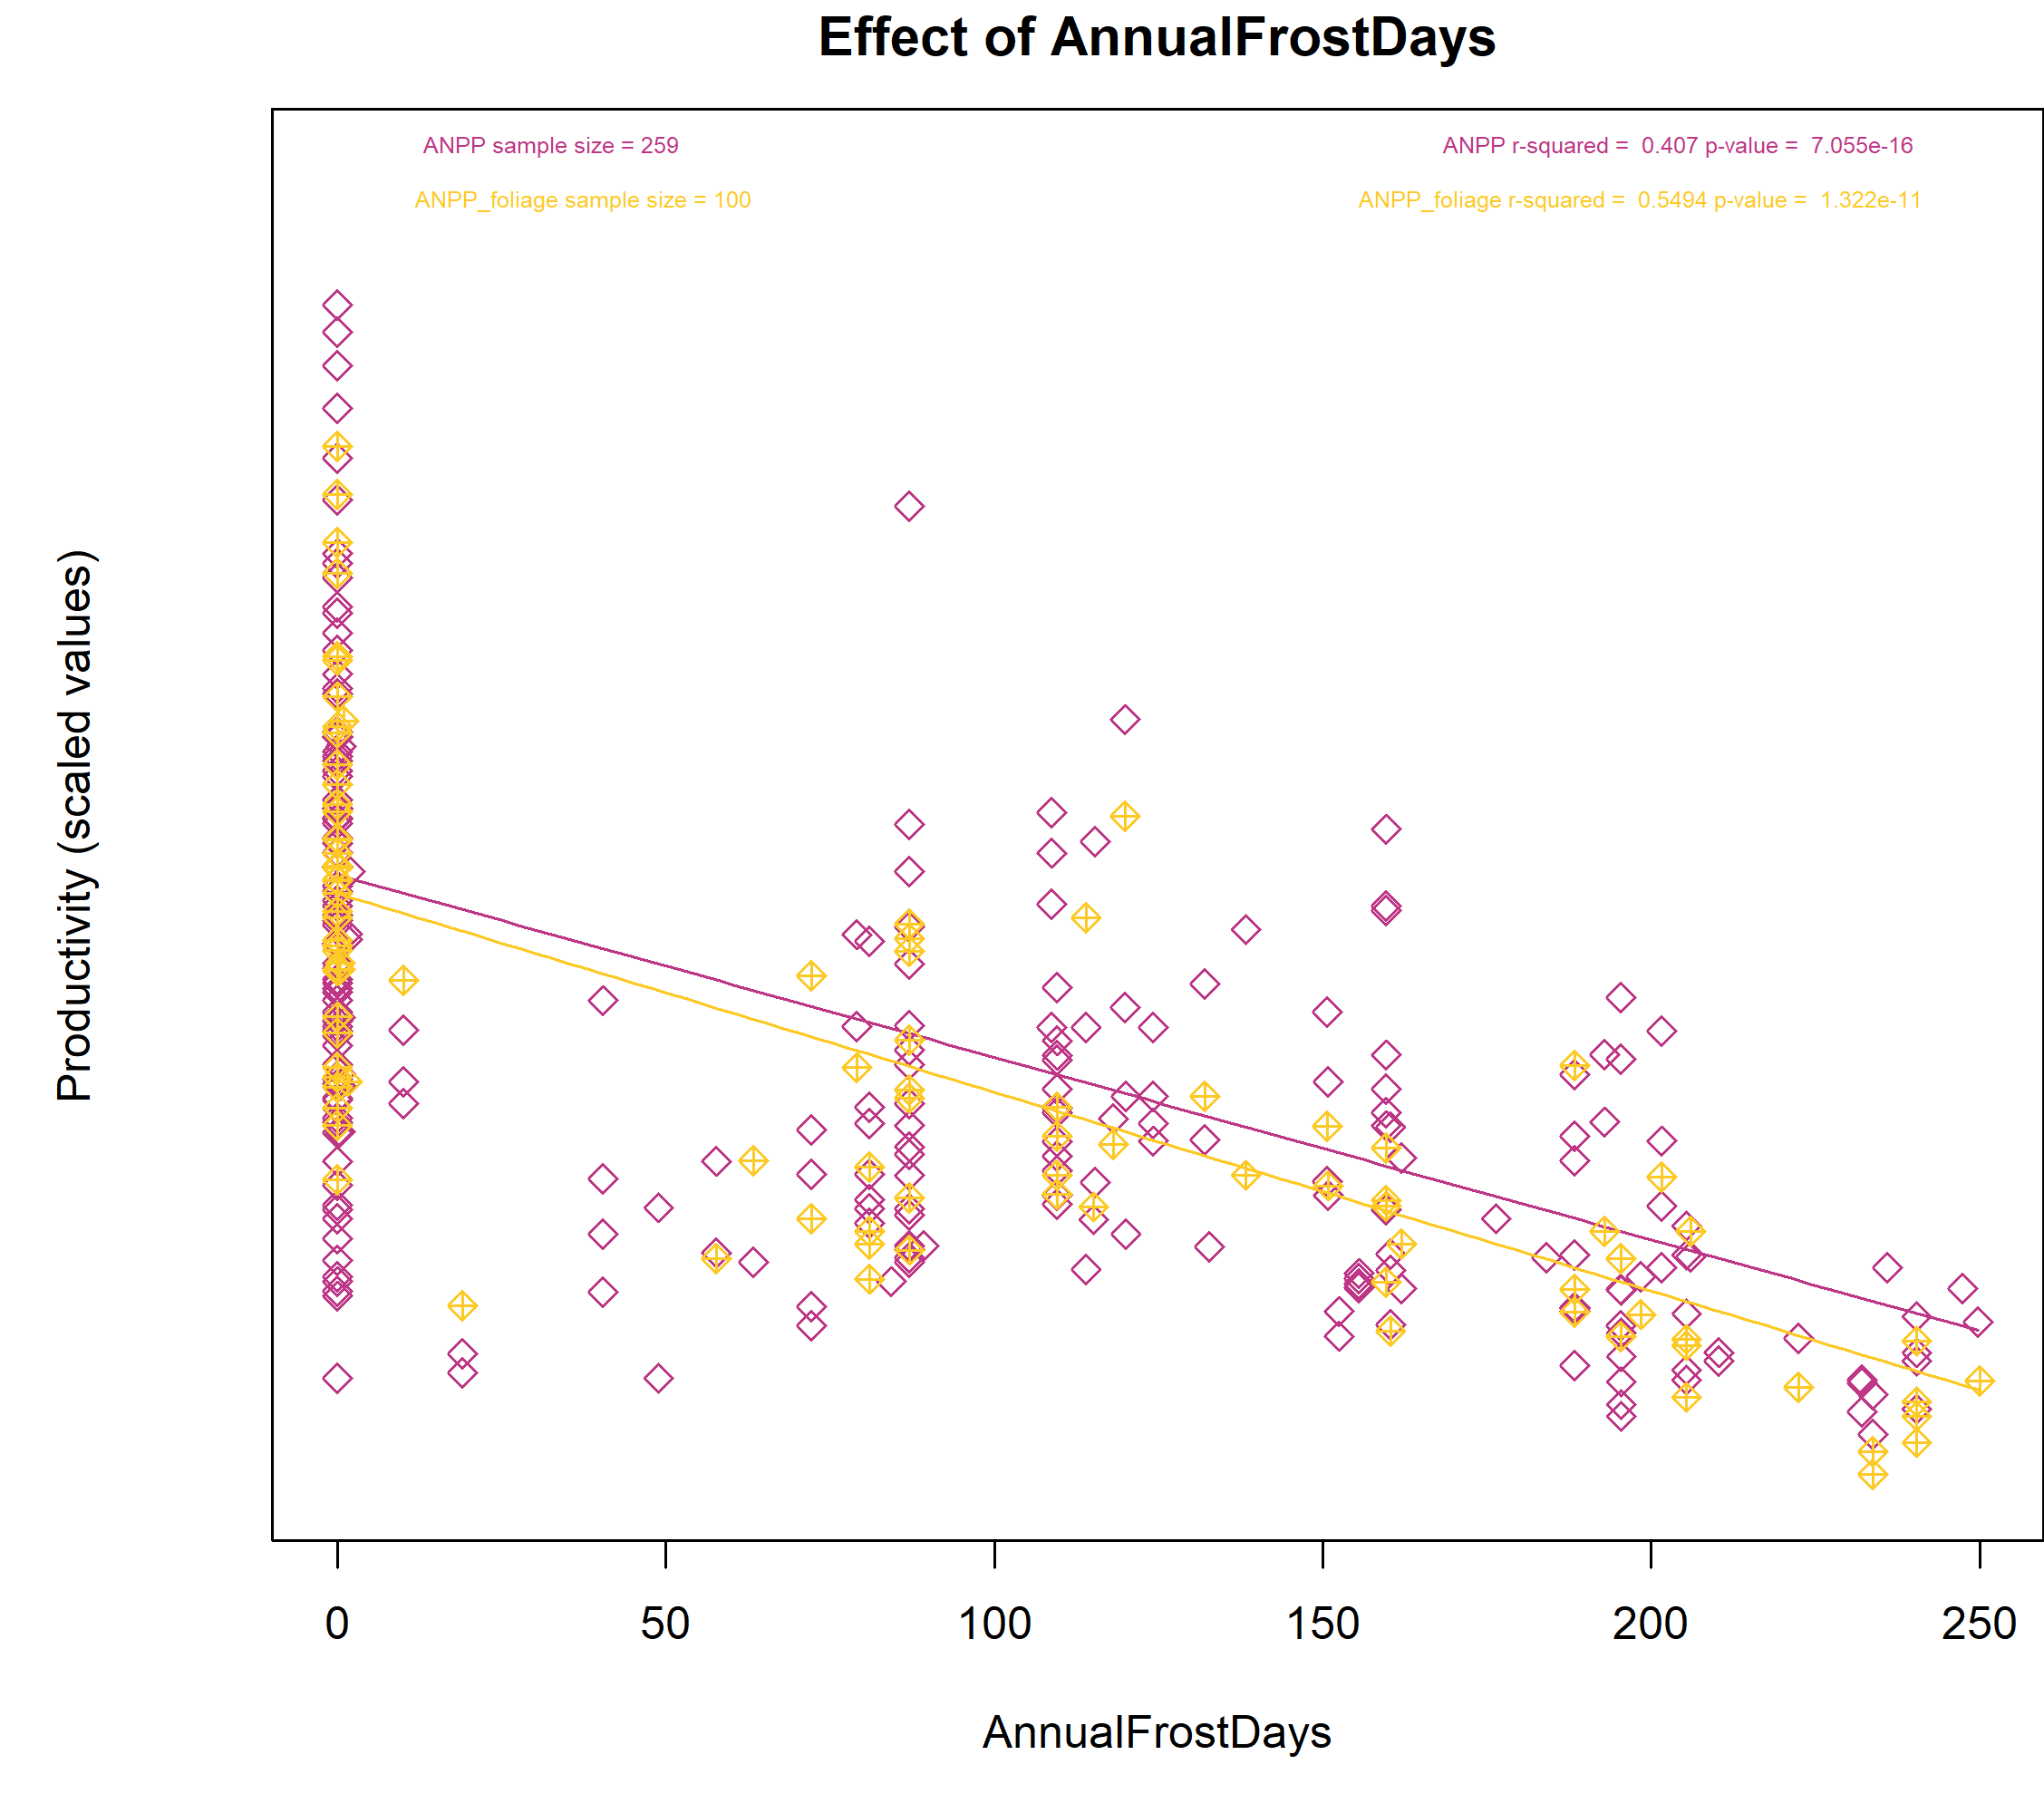 Effect of AnnualFrostDays
ANPP sample size = 259
ANPP r-squared =  0.407 p-value =  7.055e-16
ANPP_foliage sample size = 100
ANPP_foliage r-squared =  0.5494 p-value =  1.322e-11
Productivity (scaled values)
0 50 100 150 200 250
AnnualFrostDays